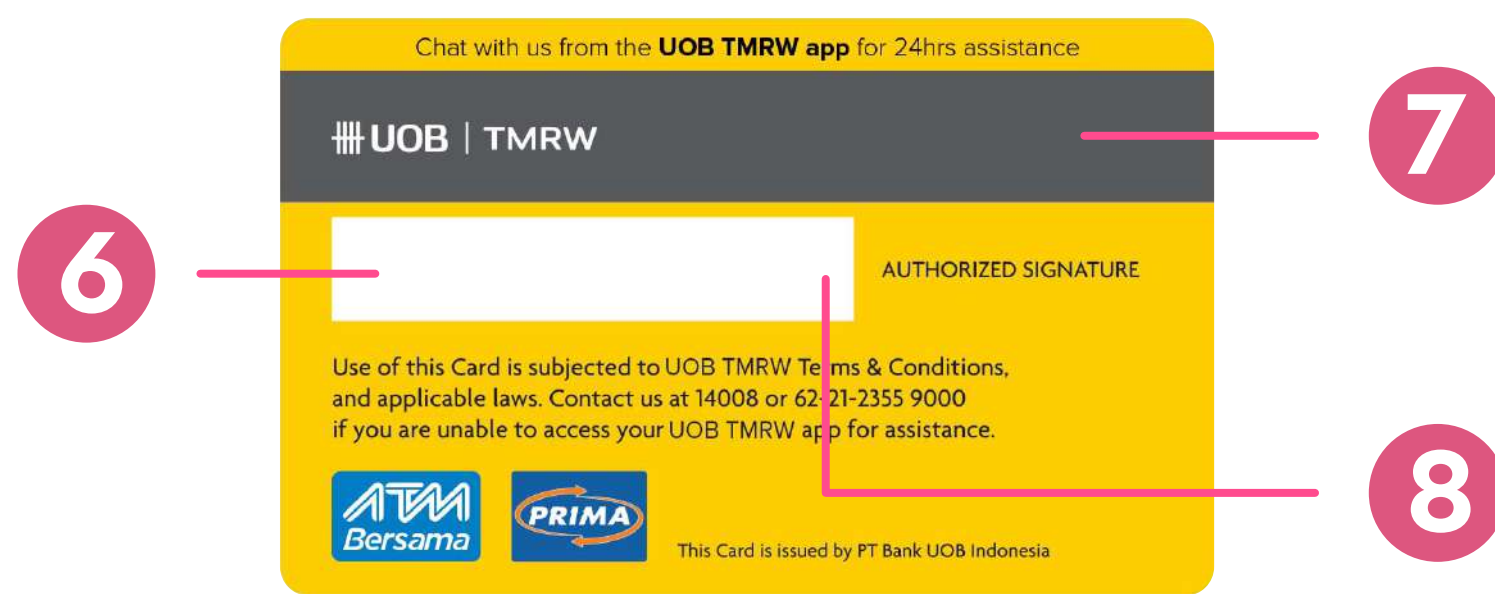 Chat with us from the UOB TMRW app for 24hrs assistance
UOB | TMRW
7
6
AUTHORIZED SIGNATURE
Use of this Card is subjected to UOB TMRW Terms & Conditions,
and applicable laws. Contact us at 14008 or 62-21-2355 9000
if you are unable to access your UOB TMRW app for assistance.
ATM
Bersama
PRIMA
This Card is issued by PT Bank UOB Indonesia
8